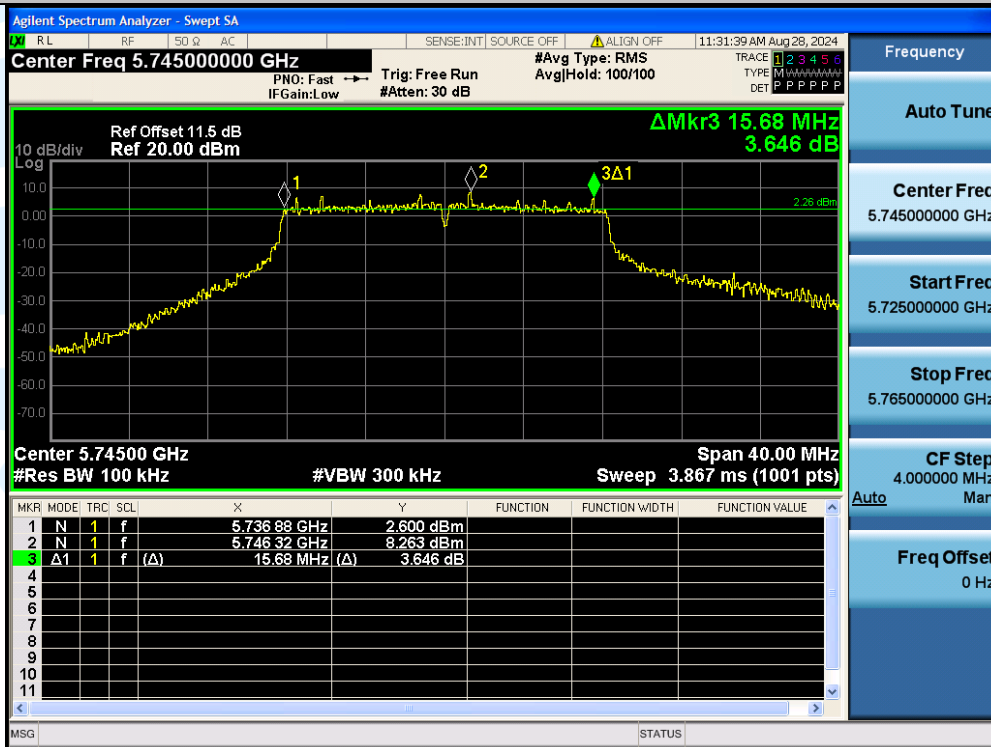 Agilent Spectrum Analyzer - Swept SA
LXI RL RF 50 Ω AC SENSE:INT SOURCE OFF ALIGN OFF 11:31:39 AM Aug 28, 2024
Center Freq 5.745000000 GHz
PNO: Fast
IFGain:Low
Trig: Free Run
#Atten: 30 dB
#Avg Type: RMS
Avg|Hold: 100/100
TRACE 1 2 3 4 5 6
TYPE M
DET P P P P P P
Frequency
Auto Tune
Center Freq
5.745000000 GHz
Start Freq
5.725000000 GHz
Stop Freq
5.765000000 GHz
CF Step
4.000000 MHz
Auto Man
Freq Offset
0 Hz
ΔMkr3 15.68 MHz
3.646 dB
Ref Offset 11.5 dB
10 dB/div Ref 20.00 dBm
Log
10.0
0.00
-10.0
-20.0
-30.0
-40.0
-50.0
-60.0
-70.0
1
2
3Δ1
2.26 dBm
Center 5.74500 GHz Span 40.00 MHz
#Res BW 100 kHz #VBW 300 kHz Sweep 3.867 ms (1001 pts)
MKR MODE TRC SCL X Y FUNCTION FUNCTION WIDTH FUNCTION VALUE
1 N 1 f 5.736 88 GHz 2.600 dBm
2 N 1 f 5.746 32 GHz 8.263 dBm
3 Δ1 1 f (Δ) 15.68 MHz (Δ) 3.646 dB
4
5
6
7
8
9
10
11
MSG STATUS